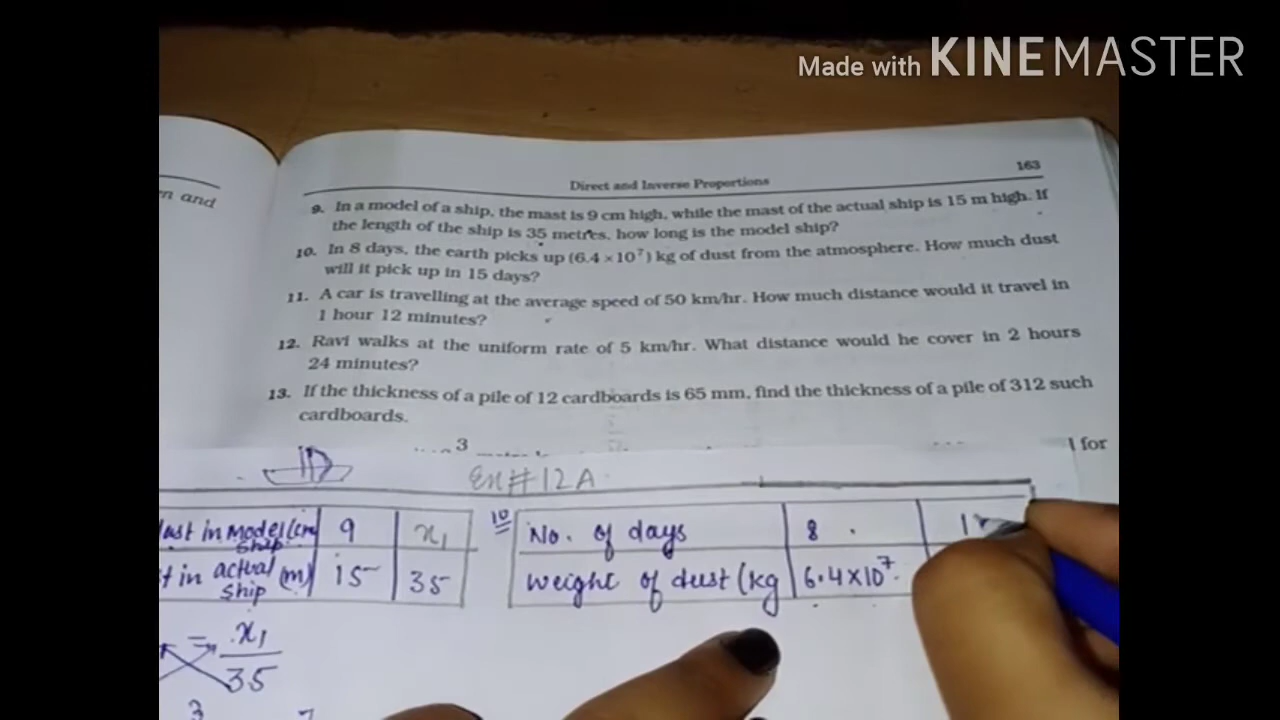 Made with KINEMASTER
163
n and
Direct and Inverse Proportions
9. In a model of a ship, the mast is 9 cm high, while the mast of the actual ship is 15 m high. If
the length of the ship is 35 metres, how long is the model ship?
10. In 8 days, the earth picks up (6.4 × 10⁷) kg of dust from the atmosphere. How much dust
will it pick up in 15 days?
11. A car is travelling at the average speed of 50 km/hr. How much distance would it travel in
1 hour 12 minutes?
12. Ravi walks at the uniform rate of 5 km/hr. What distance would he cover in 2 hours
24 minutes?
13. If the thickness of a pile of 12 cardboards is 65 mm, find the thickness of a pile of 312 such
cardboards.
3
for
Ex # 12A
ast in model (cm) 9 x₁
ship
t in actual (m) 15 35
ship
10 No. of days 8
Weight of dust (kg 6.4×10⁷
= x₁
35
3 7